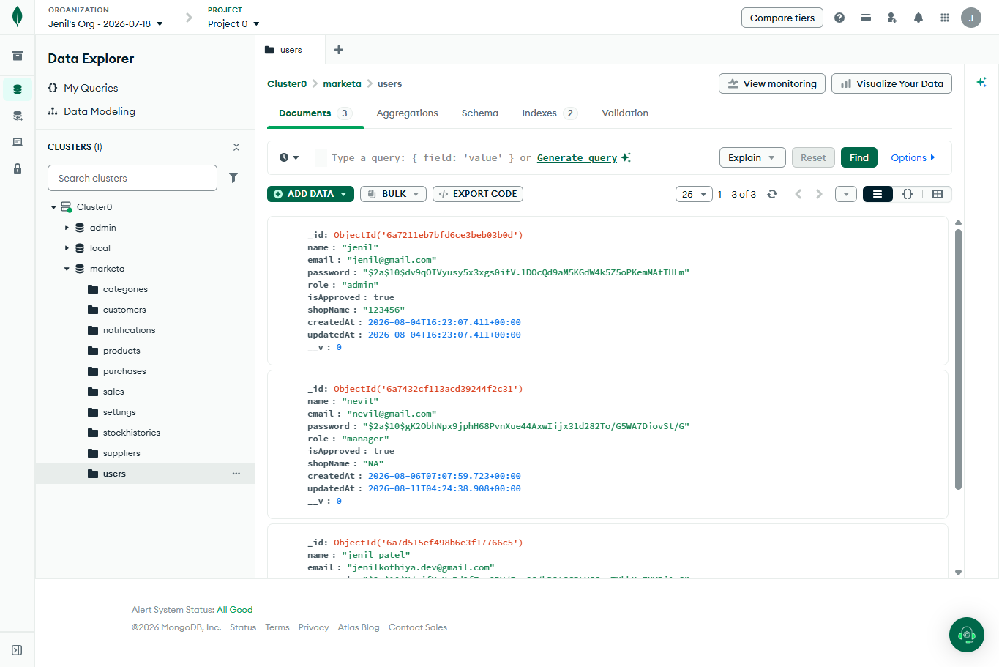 ORGANIZATION
Jenil's Org - 2026-07-18
PROJECT
Project 0
Compare tiers
J
Data Explorer
My Queries
Data Modeling
CLUSTERS (1)
Search clusters
Cluster0
admin
local
marketa
categories
customers
notifications
products
purchases
sales
settings
stockhistories
suppliers
users
users
Cluster0 > marketa > users
View monitoring
Visualize Your Data
Documents 3
Aggregations
Schema
Indexes 2
Validation
Type a query: { field: 'value' } or Generate query
Explain
Reset
Find
Options
ADD DATA
BULK
EXPORT CODE
25
1 – 3 of 3
_id: ObjectId('6a7211eb7bfd6ce3beb03b0d')
name : "jenil"
email : "jenil@gmail.com"
password : "$2a$10$dv9qOIVyusy5x3xgs0ifV.1DOcQd9aM5KGdW4k5Z5oPKemMAtTHLm"
role : "admin"
isApproved : true
shopName : "123456"
createdAt : 2026-08-04T16:23:07.411+00:00
updatedAt : 2026-08-04T16:23:07.411+00:00
__v : 0
_id: ObjectId('6a7432cf113acd39244f2c31')
name : "nevil"
email : "nevil@gmail.com"
password : "$2a$10$gK2ObhNpx9jphH68PvnXue44AxwIijx31d282To/G5WA7DiovSt/G"
role : "manager"
isApproved : true
shopName : "NA"
createdAt : 2026-08-06T07:07:59.723+00:00
updatedAt : 2026-08-11T04:24:38.908+00:00
__v : 0
_id: ObjectId('6a7d515ef498b6e3f17766c5')
name : "jenil patel"
email : "jenilkothiya.dev@gmail.com"
Alert System Status: All Good
©2026 MongoDB, Inc. Status Terms Privacy Atlas Blog Contact Sales